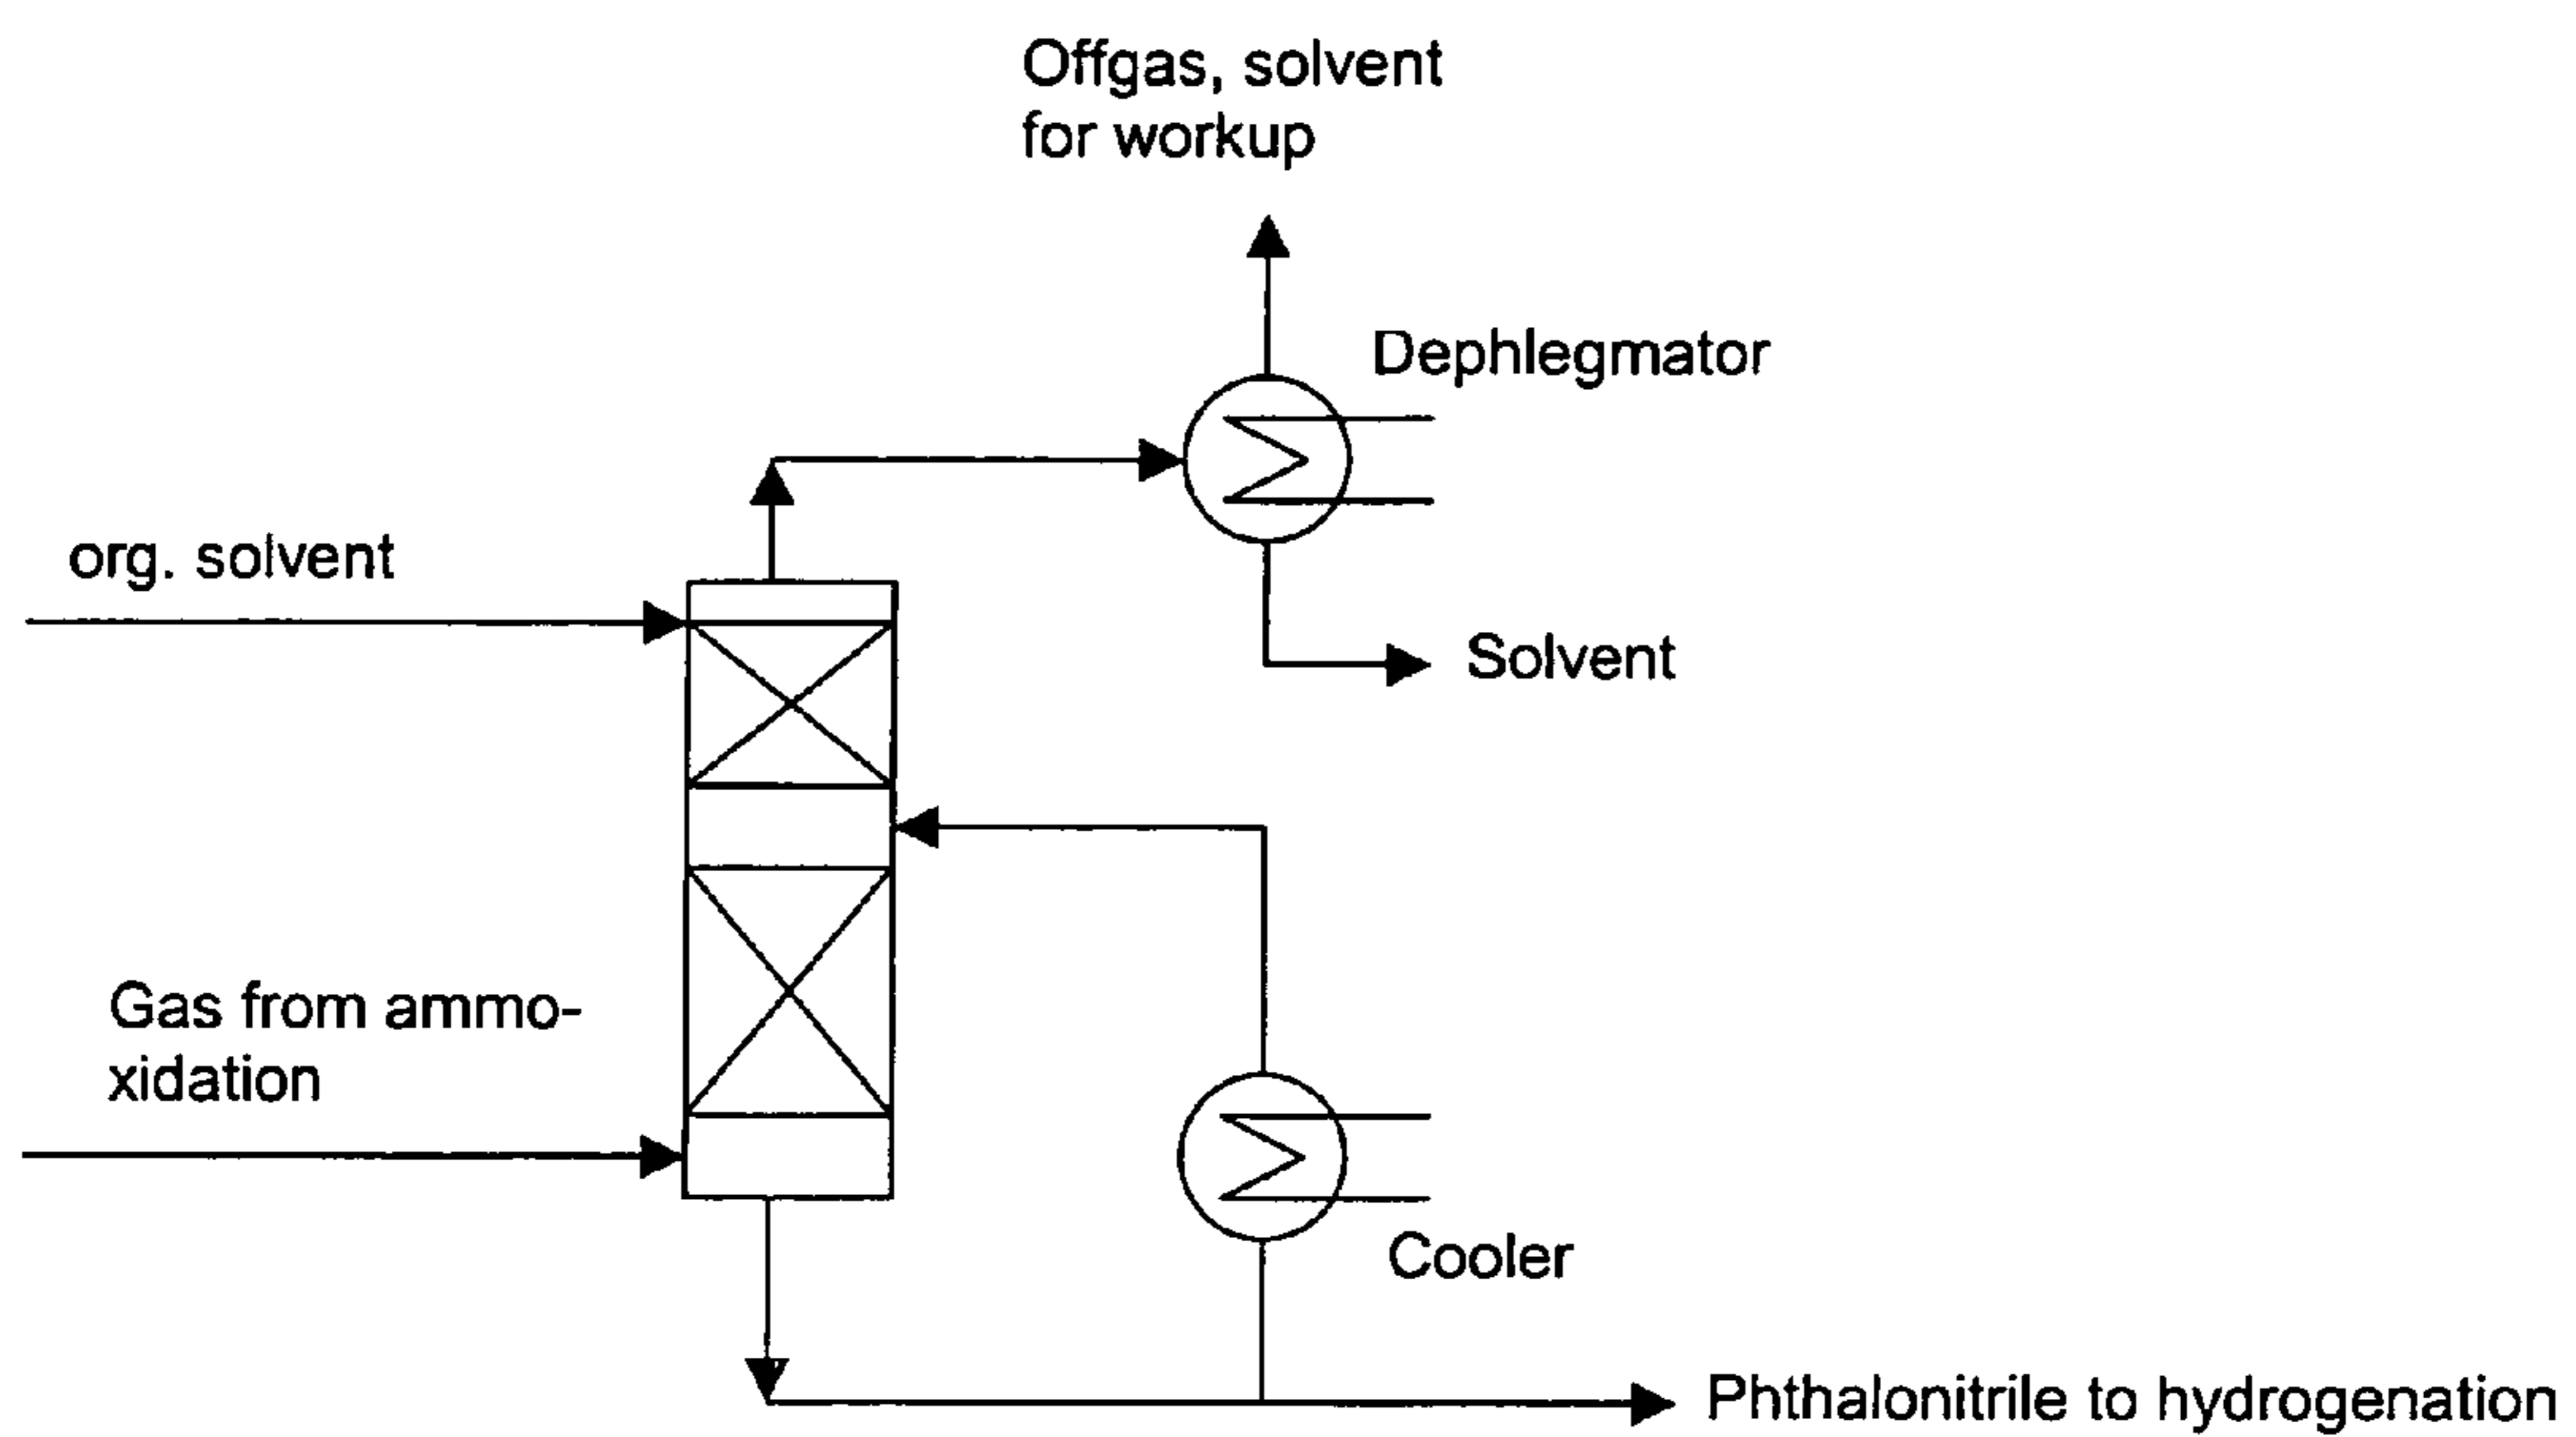 Offgas, solvent
for workup
Dephlegmator
org. solvent
Solvent
Gas from ammo-
xidation
Cooler
Phthalonitrile to hydrogenation